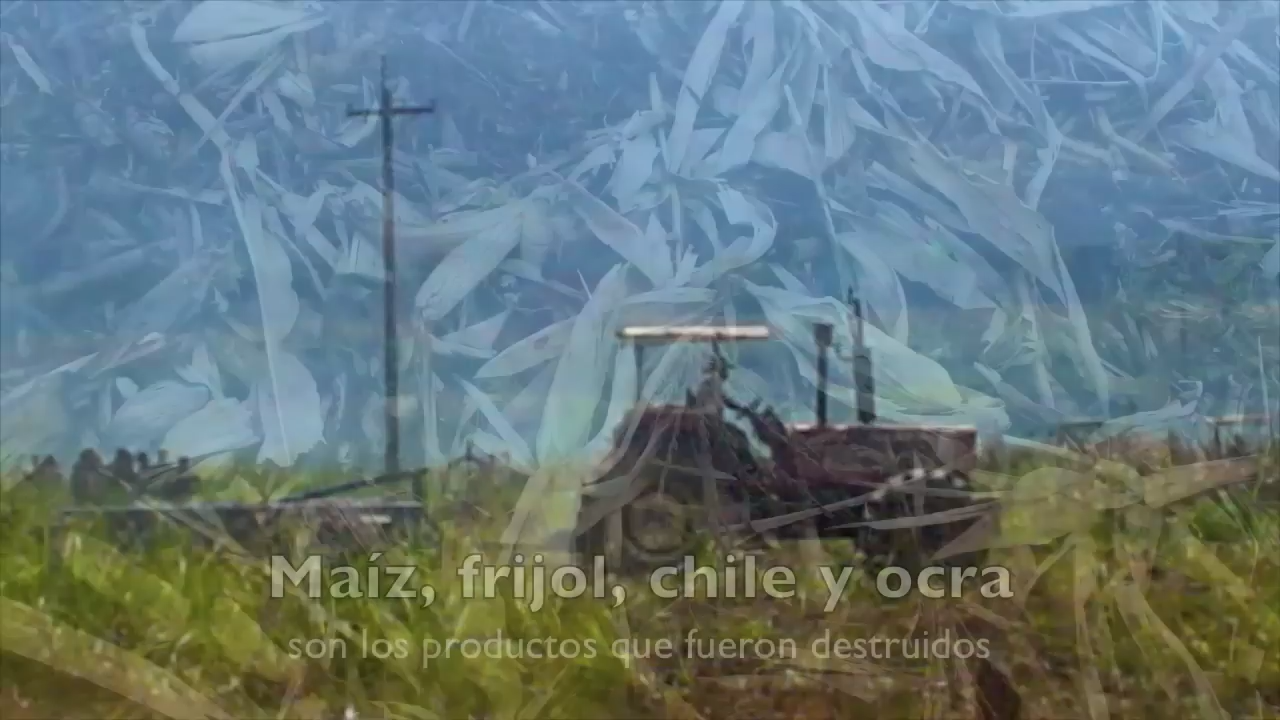 Maíz, frijol, chile y ocra
son los productos que fueron destruidos